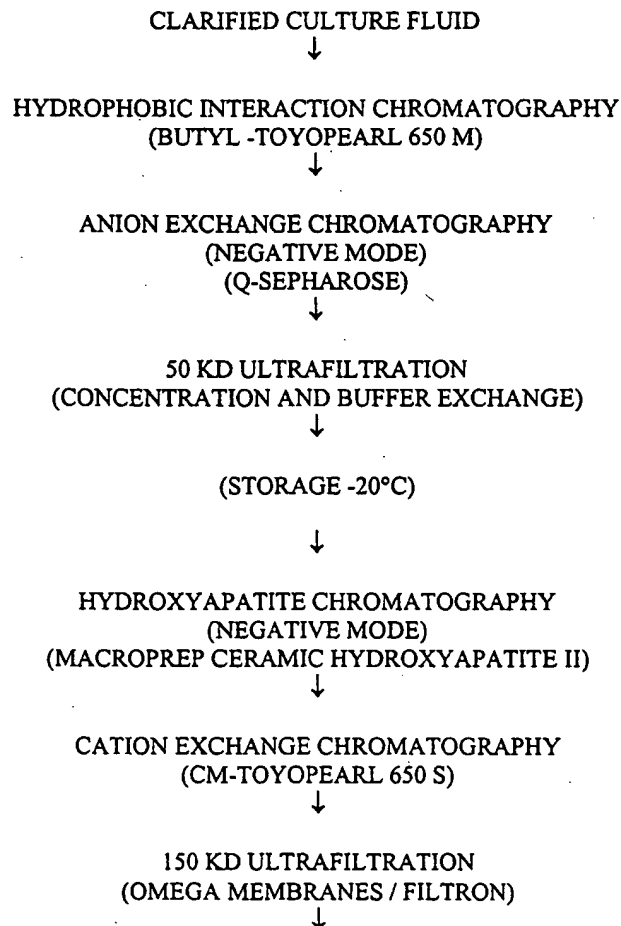 CLARIFIED CULTURE FLUID
↓
HYDROPHOBIC INTERACTION CHROMATOGRAPHY
(BUTYL -TOYOPEARL 650 M)
↓
ANION EXCHANGE CHROMATOGRAPHY
(NEGATIVE MODE)
(Q-SEPHAROSE)
↓
50 KD ULTRAFILTRATION
(CONCENTRATION AND BUFFER EXCHANGE)
↓
(STORAGE -20°C)
↓
HYDROXYAPATITE CHROMATOGRAPHY
(NEGATIVE MODE)
(MACROPREP CERAMIC HYDROXYAPATITE II)
↓
CATION EXCHANGE CHROMATOGRAPHY
(CM-TOYOPEARL 650 S)
↓
150 KD ULTRAFILTRATION
(OMEGA MEMBRANES / FILTRON)
↓